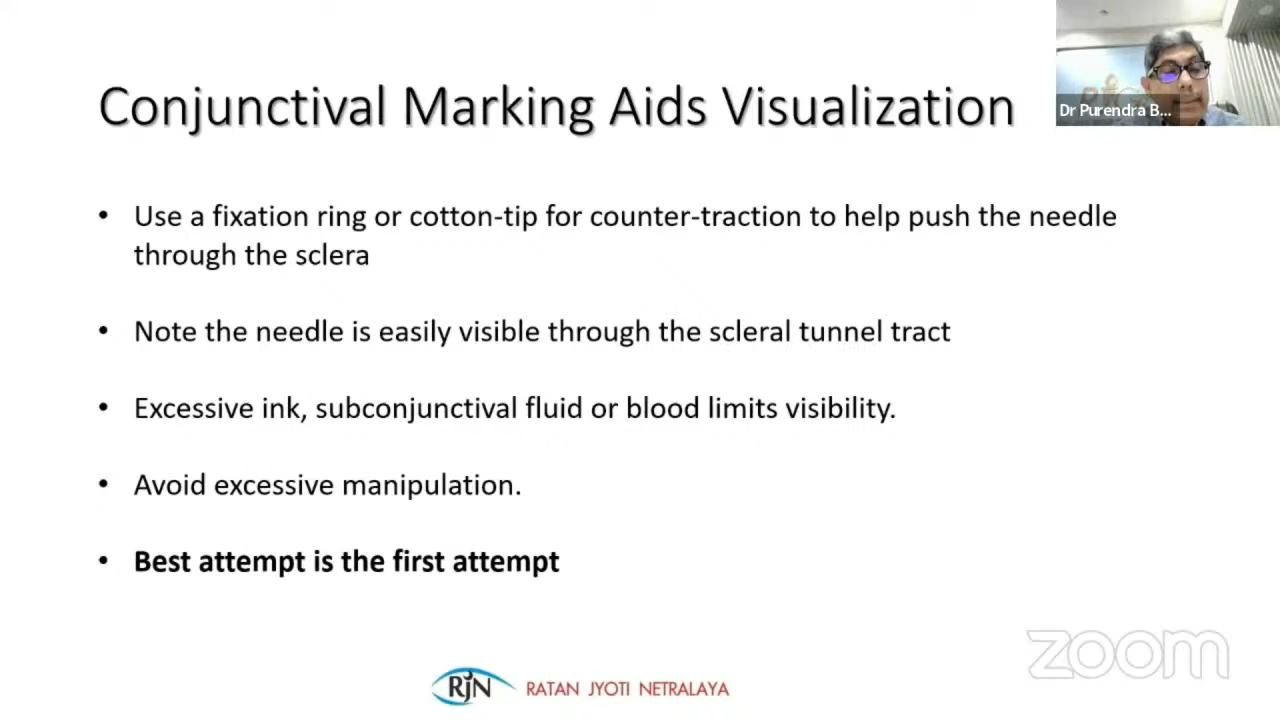 Conjunctival Marking Aids Visualization
Dr Purendra B...
• Use a fixation ring or cotton-tip for counter-traction to help push the needle
through the sclera
• Note the needle is easily visible through the scleral tunnel tract
• Excessive ink, subconjunctival fluid or blood limits visibility.
• Avoid excessive manipulation.
• Best attempt is the first attempt
zoom
RJN RATAN JYOTI NETRALAYA